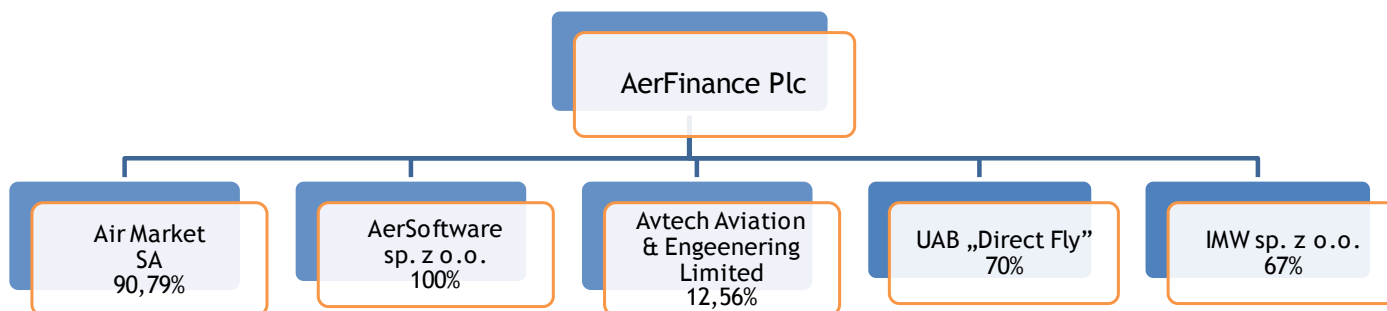 AerFinance Plc
Air Market
SA
90,79%
AerSoftware
sp. z o.o.
100%
Avtech Aviation
& Engeenering
Limited
12,56%
UAB „Direct Fly”
70%
IMW sp. z o.o.
67%